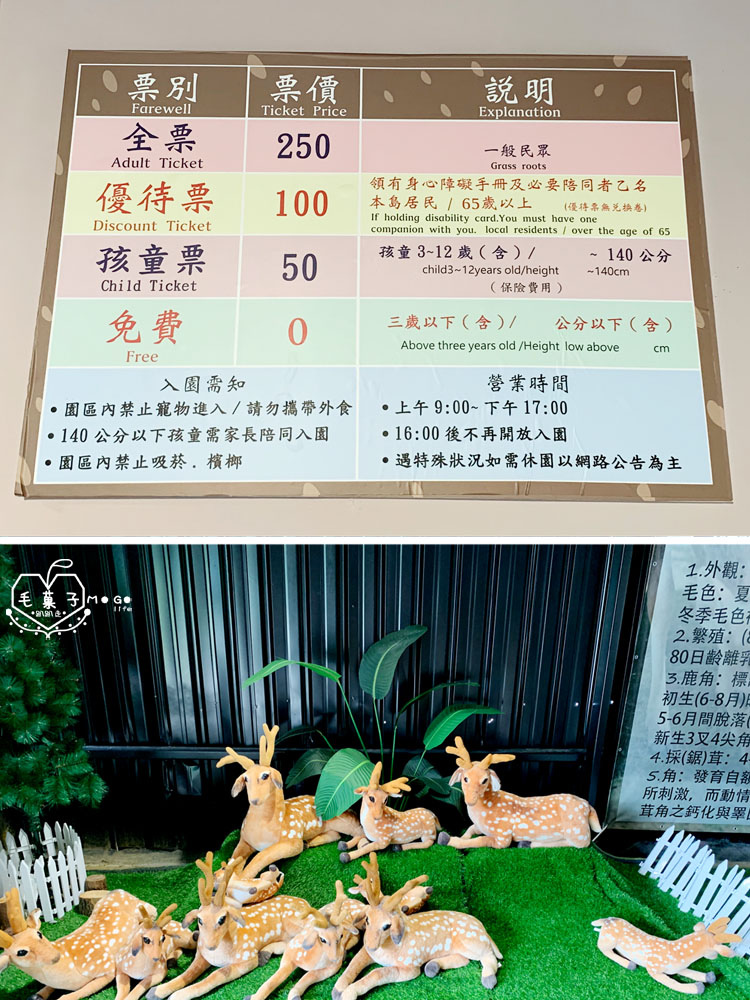 票別 票價 説明
Farewell Ticket Price Explanation
全票 250 一般民眾
Adult Ticket Grass roots
優待票 100 領有身心障礙手冊及必要陪同者乙名
本島居民 / 65歲以上 (優待票無兌換卷)
Discount Ticket If holding disability card.You must have one
companion with you. local residents / over the age of 65
孩童票 50 孩童 3~12 歲 ( 含 ) / ~ 140 公分
Child Ticket child3~12years old/height ~140cm
( 保險費用 )
免費 0 三歲以下 ( 含 ) / 公分以下 ( 含 )
Free Above three years old /Height low above cm
入園需知
• 園區內禁止寵物進入 / 請勿攜帶外食
• 140 公分以下孩童需家長陪同入園
• 園區內禁止吸菸 . 檳榔
營業時間
• 上午 9:00~ 下午 17:00
• 16:00 後不再開放入園
• 遇特殊狀況如需休園以網路公告為主
毛菓子 MoGo
趴趴走 life
1.外觀:
毛色: 夏
冬季毛色
2.繁殖:
80日齡離乳
3.鹿角:
初生(6-8月)
5-6月間脫落
新生3叉4尖角
4.採(鋸)茸: 4
5.角: 發育自額
所刺激, 而動情
茸角之鈣化與睪